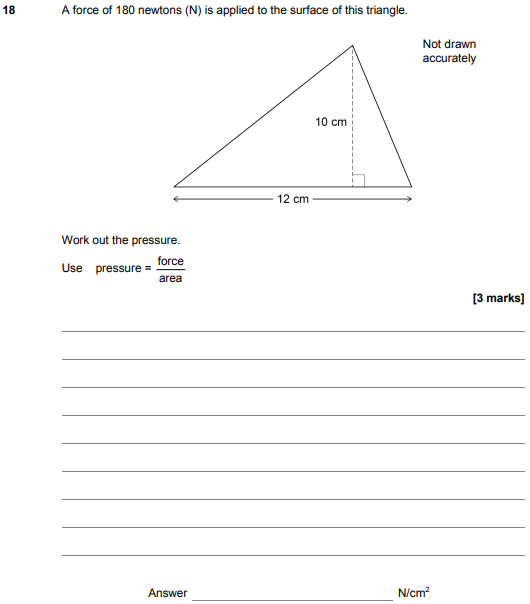 18 A force of 180 newtons (N) is applied to the surface of this triangle.
Not drawn
accurately
10 cm
12 cm
Work out the pressure.
Use pressure = force
area
[3 marks]
Answer N/cm²